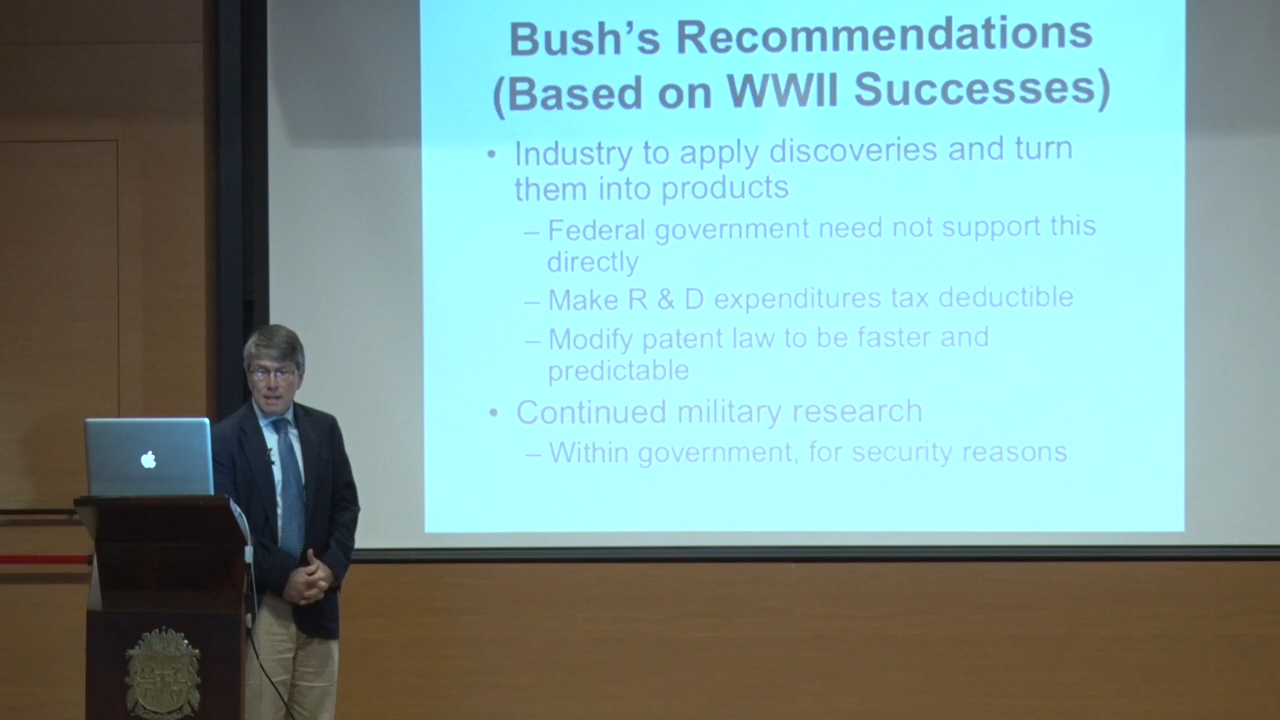 Bush's Recommendations
(Based on WWII Successes)
• Industry to apply discoveries and turn
them into products
– Federal government need not support this
directly
– Make R & D expenditures tax deductible
– Modify patent law to be faster and
predictable
• Continued military research
– Within government, for security reasons